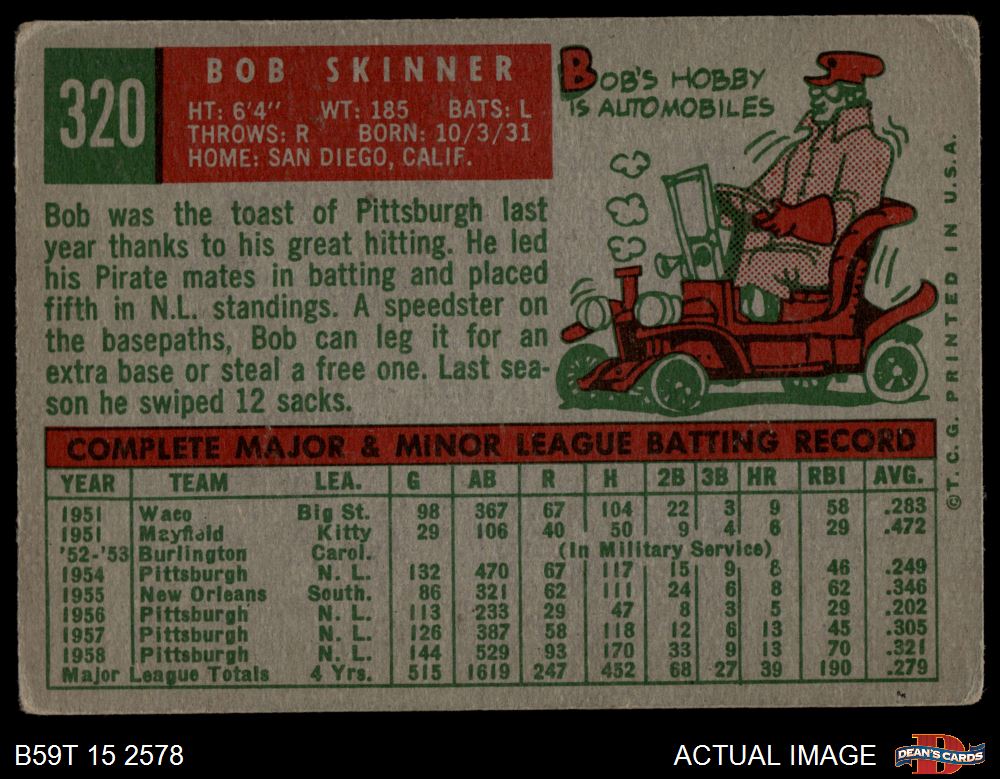 320
BOB SKINNER
HT: 6'4" WT: 185 BATS: L
THROWS: R BORN: 10/3/31
HOME: SAN DIEGO, CALIF.
BOB'S HOBBY
IS AUTOMOBILES
Bob was the toast of Pittsburgh last
year thanks to his great hitting. He led
his Pirate mates in batting and placed
fifth in N.L. standings. A speedster on
the basepaths, Bob can leg it for an
extra base or steal a free one. Last sea-
son he swiped 12 sacks.
©T.C.G. PRINTED IN U.S.A.
COMPLETE MAJOR & MINOR LEAGUE BATTING RECORD
YEAR TEAM LEA. G AB R H 2B 3B HR RBI AVG.
1951 Waco Big St. 98 367 67 104 22 3 9 58 .283
1951 Mayfield Kitty 29 106 40 50 9 4 6 29 .472
'52-'53 Burlington Carol. (In Military Service)
1954 Pittsburgh N. L. 132 470 67 117 15 9 8 46 .249
1955 New Orleans South. 86 321 62 111 24 6 8 62 .346
1956 Pittsburgh N. L. 113 233 29 47 8 3 5 29 .202
1957 Pittsburgh N. L. 126 387 58 118 12 6 13 45 .305
1958 Pittsburgh N. L. 144 529 93 170 33 9 13 70 .321
Major League Totals 4 Yrs. 515 1619 247 452 68 27 39 190 .279
B59T 15 2578
ACTUAL IMAGE
D
DEAN'S CARDS